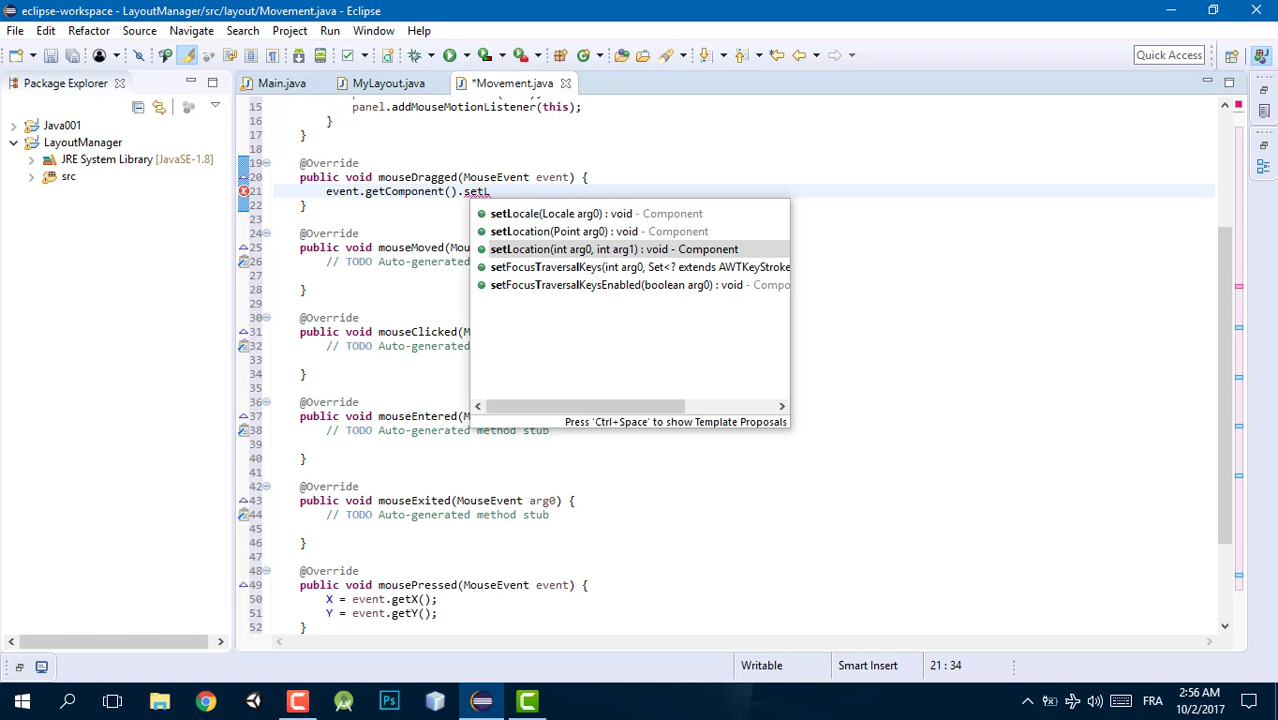 eclipse-workspace - LayoutManager/src/layout/Movement.java - Eclipse
File Edit Refactor Source Navigate Search Project Run Window Help
Quick Access
Package Explorer
Main.java MyLayout.java *Movement.java
Java001
LayoutManager
JRE System Library [JavaSE-1.8]
src
15 panel.addMouseMotionListener(this);
16 }
17 }
18
19 @Override
20 public void mouseDragged(MouseEvent event) {
21 event.getComponent().setL
22 }
23
24 @Override
25 public void mouseMoved(Mou
26 // TODO Auto-generated
27
28 }
29
30 @Override
31 public void mouseClicked(M
32 // TODO Auto-generated
33
34 }
35
36 @Override
37 public void mouseEntered(M
38 // TODO Auto-generated method stub
39
40 }
41
42 @Override
43 public void mouseExited(MouseEvent arg0) {
44 // TODO Auto-generated method stub
45
46 }
47
48 @Override
49 public void mousePressed(MouseEvent event) {
50 X = event.getX();
51 Y = event.getY();
52 }
setLocale(Locale arg0) : void - Component
setLocation(Point arg0) : void - Component
setLocation(int arg0, int arg1) : void - Component
setFocusTraversalKeys(int arg0, Set<? extends AWTKeyStroke
setFocusTraversalKeysEnabled(boolean arg0) : void - Compo
Press 'Ctrl+Space' to show Template Proposals
Writable Smart Insert 21 : 34
Ps
FRA
2:56 AM
10/2/2017